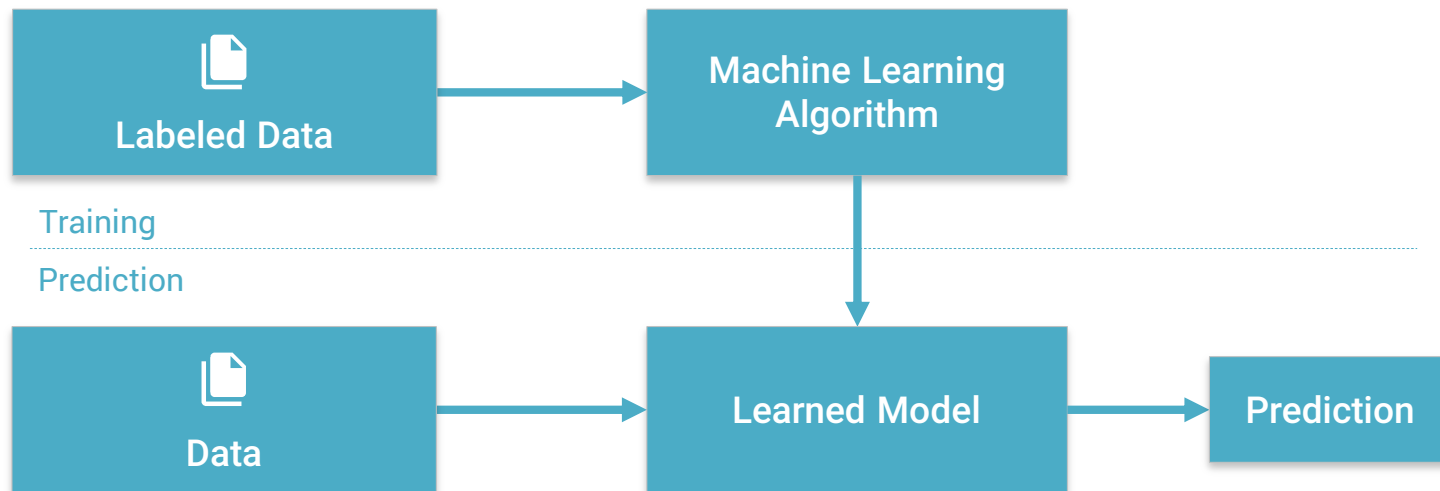 Labeled Data
Machine Learning
Algorithm
Training
Prediction
Data
Learned Model
Prediction